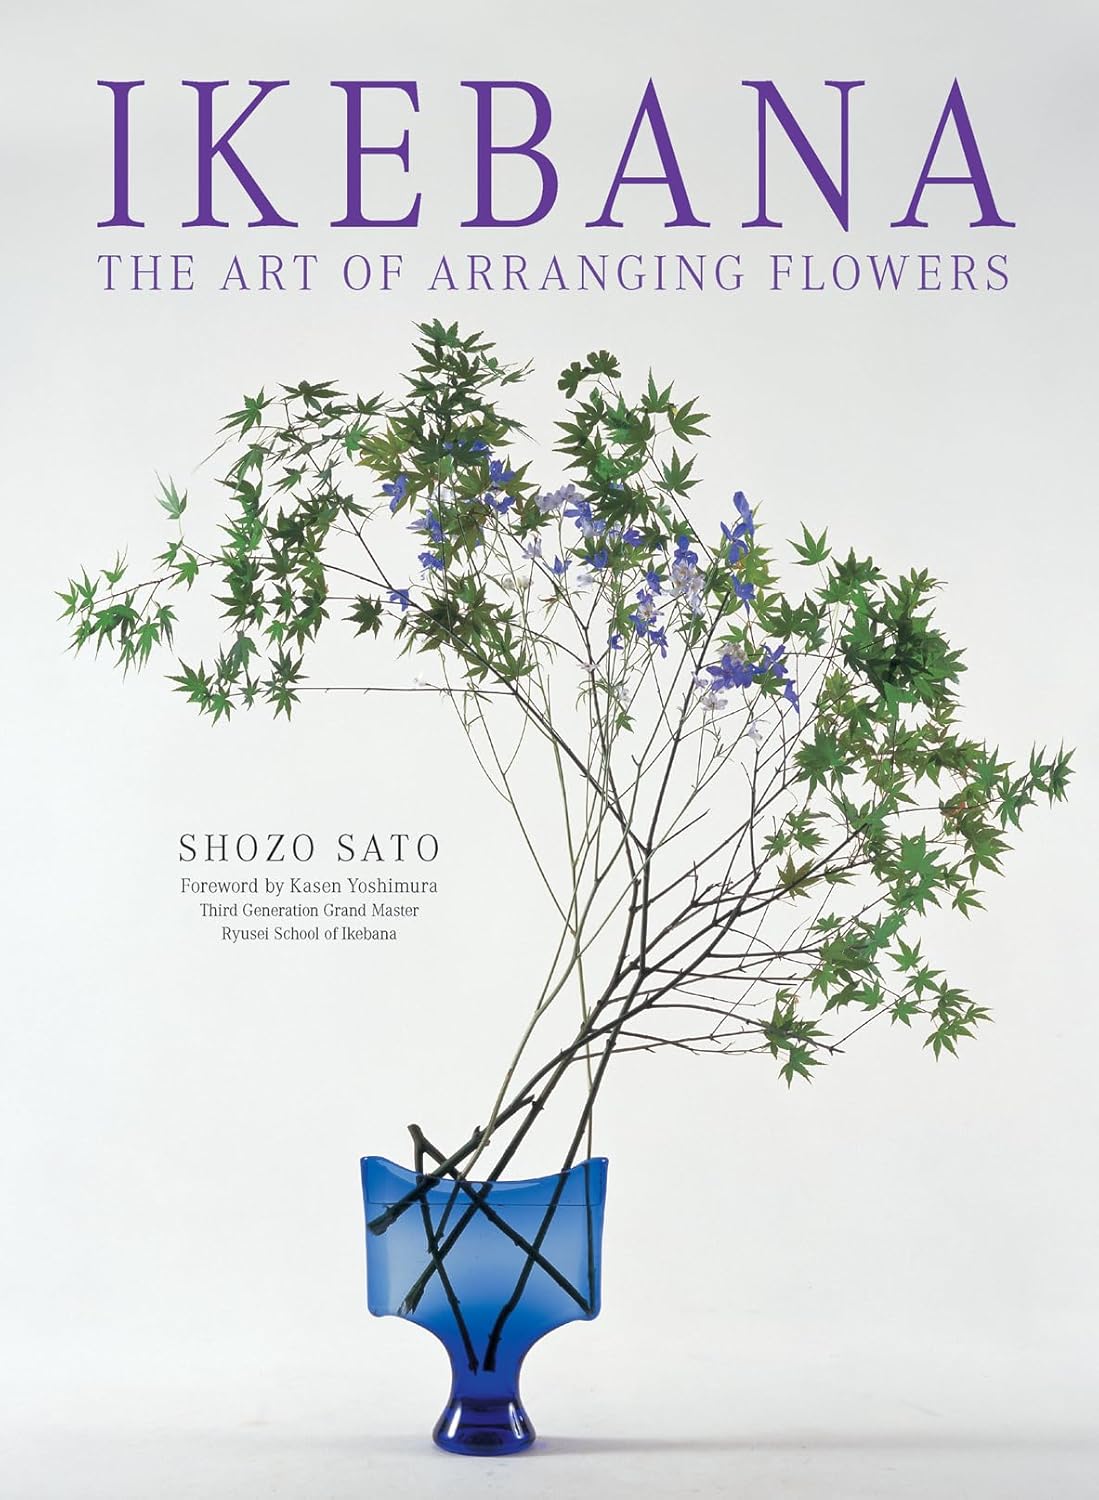 IKEBANA
THE ART OF ARRANGING FLOWERS
SHOZO SATO
Foreword by Kasen Yoshimura
Third Generation Grand Master
Ryusei School of Ikebana